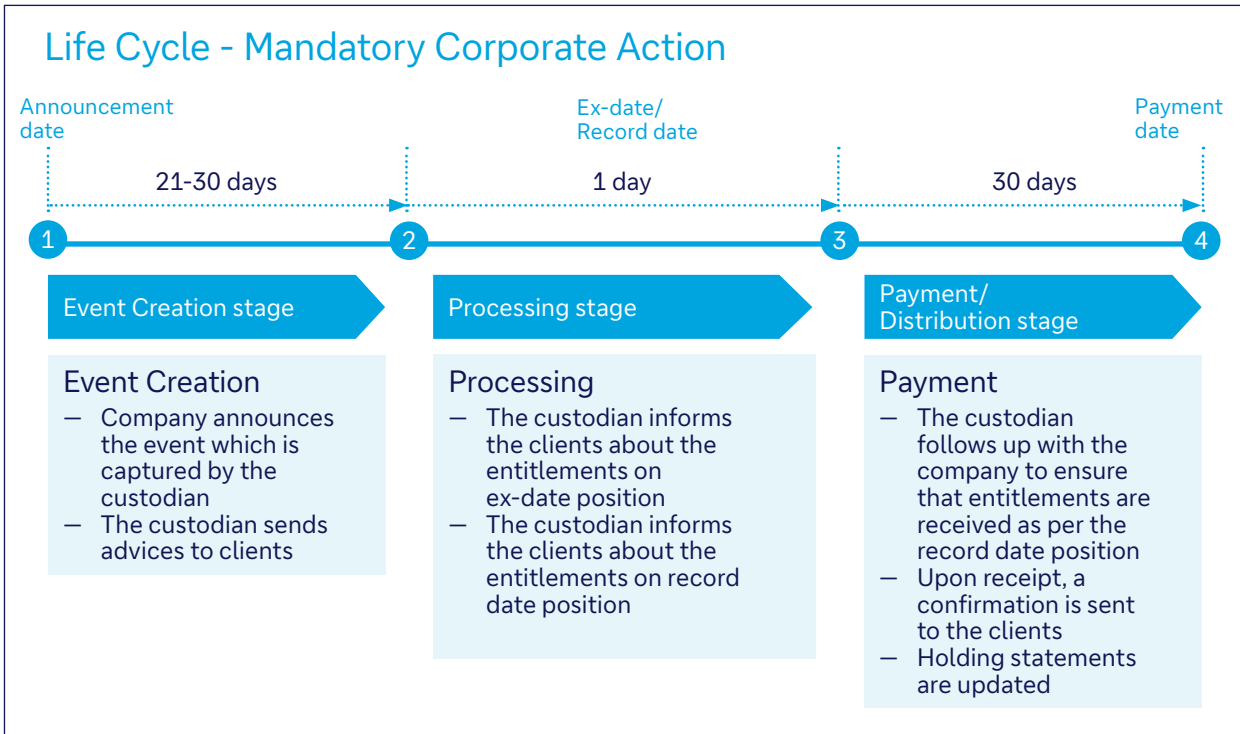 Life Cycle - Mandatory Corporate Action
Announcement
date
Ex-date/
Record date
Payment
date
21-30 days
1 day
30 days
1
2
3
4
Event Creation stage
Processing stage
Payment/
Distribution stage
Event Creation
— Company announces
the event which is
captured by the
custodian
— The custodian sends
advices to clients
Processing
— The custodian informs
the clients about the
entitlements on
ex-date position
— The custodian informs
the clients about the
entitlements on record
date position
Payment
— The custodian
follows up with the
company to ensure
that entitlements are
received as per the
record date position
— Upon receipt, a
confirmation is sent
to the clients
— Holding statements
are updated